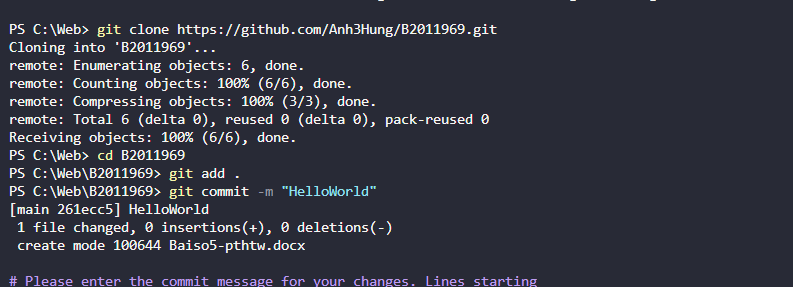 PS C:\Web> git clone https://github.com/Anh3Hung/B2011969.git
Cloning into 'B2011969'...
remote: Enumerating objects: 6, done.
remote: Counting objects: 100% (6/6), done.
remote: Compressing objects: 100% (3/3), done.
remote: Total 6 (delta 0), reused 0 (delta 0), pack-reused 0
Receiving objects: 100% (6/6), done.
PS C:\Web> cd B2011969
PS C:\Web\B2011969> git add .
PS C:\Web\B2011969> git commit -m "HelloWorld"
[main 261ecc5] HelloWorld
 1 file changed, 0 insertions(+), 0 deletions(-)
 create mode 100644 Baiso5-pthtw.docx
# Please enter the commit message for your changes. Lines starting